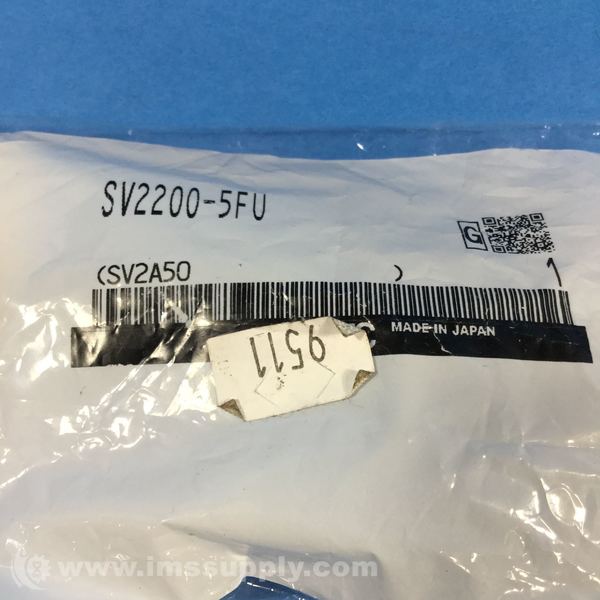 SV2200-5FU
G
(SV2A50 ) 1
C MADE IN JAPAN
9511
www.imssupply.com